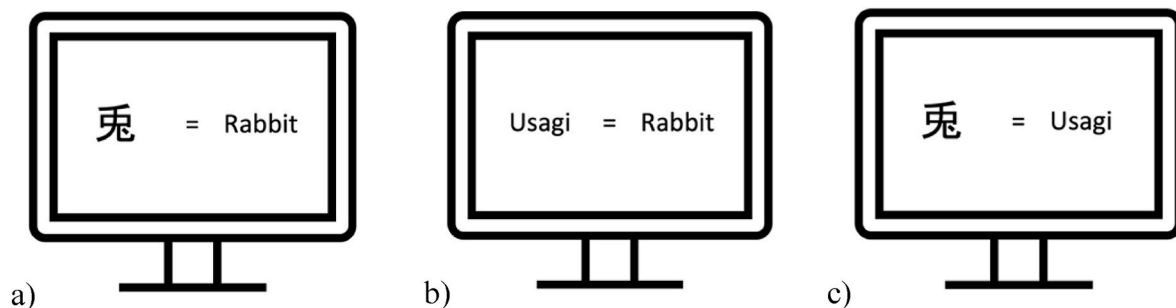 兎 = Rabbit
Usagi = Rabbit
兎 = Usagi
a)
b)
c)